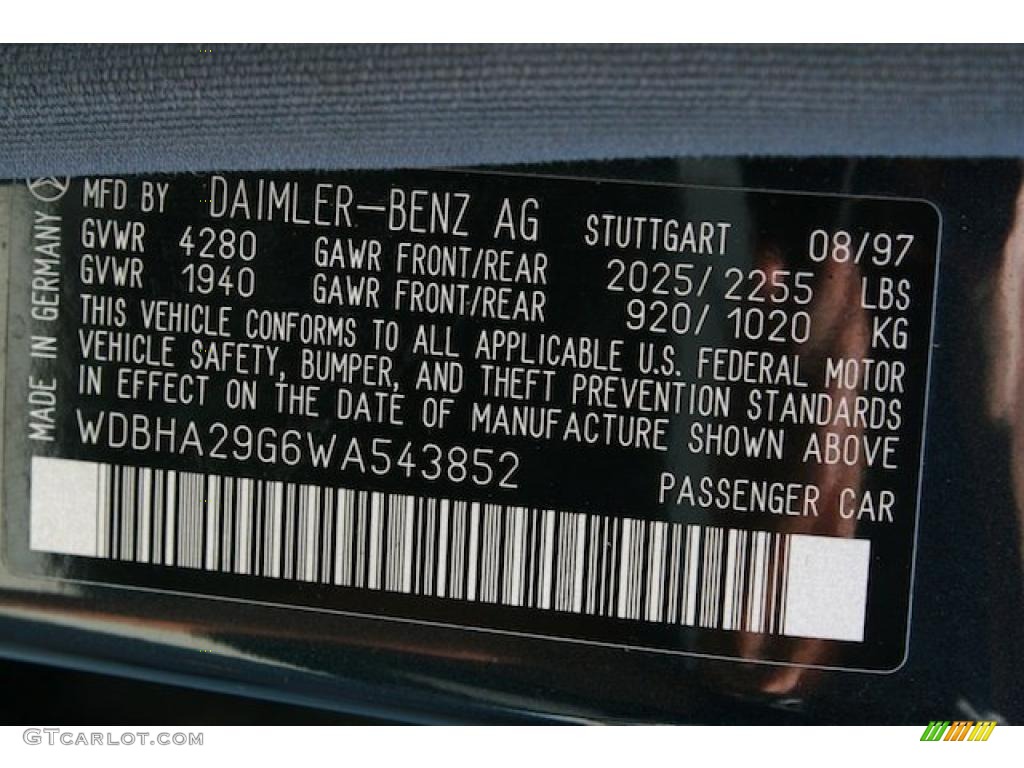 MADE IN GERMANY
MFD BY DAIMLER-BENZ AG STUTTGART 08/97
GVWR 4280 GAWR FRONT/REAR 2025/2255 LBS
GVWR 1940 GAWR FRONT/REAR 920/1020 KG
THIS VEHICLE CONFORMS TO ALL APPLICABLE U.S. FEDERAL MOTOR
VEHICLE SAFETY, BUMPER, AND THEFT PREVENTION STANDARDS
IN EFFECT ON THE DATE OF MANUFACTURE SHOWN ABOVE
WDBHA29G6WA543852
PASSENGER CAR
GTCARLOT.COM